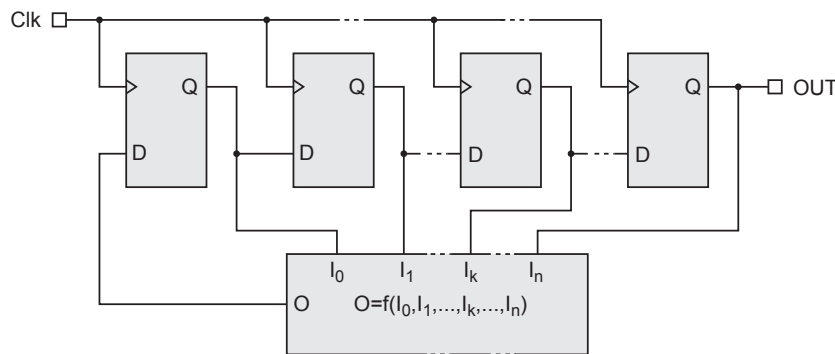 Clk
Q Q Q Q
OUT
D D D D
I₀ I₁ Iₖ Iₙ
O O=f(I₀,I₁,...,Iₖ,...,Iₙ)